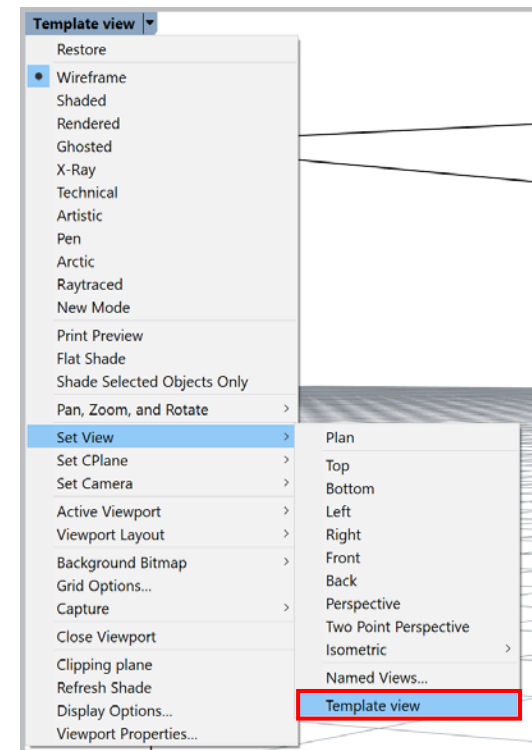 Template view
Restore
Wireframe
Shaded
Rendered
Ghosted
X-Ray
Technical
Artistic
Pen
Arctic
Raytraced
New Mode
Print Preview
Flat Shade
Shade Selected Objects Only
Pan, Zoom, and Rotate
Set View
Set CPlane
Set Camera
Active Viewport
Viewport Layout
Background Bitmap
Grid Options...
Capture
Close Viewport
Clipping plane
Refresh Shade
Display Options...
Viewport Properties...
Plan
Top
Bottom
Left
Right
Front
Back
Perspective
Two Point Perspective
Isometric
Named Views...
Template view